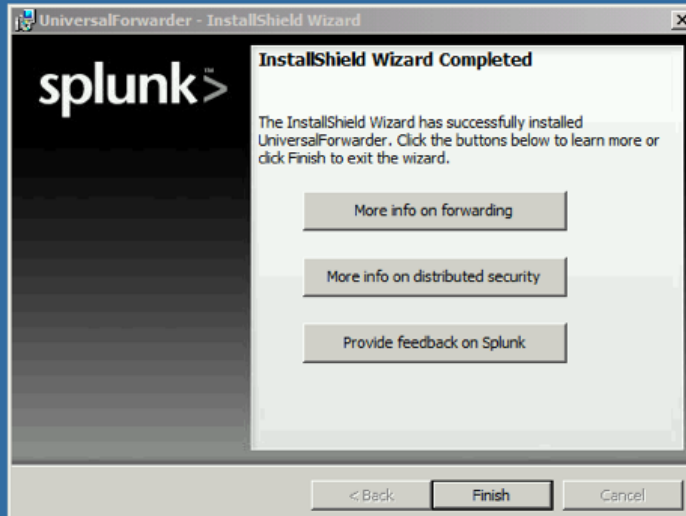 UniversalForwarder - InstallShield Wizard
splunk>™
InstallShield Wizard Completed
The InstallShield Wizard has successfully installed
UniversalForwarder. Click the buttons below to learn more or
click Finish to exit the wizard.
More info on forwarding
More info on distributed security
Provide feedback on Splunk
< Back
Finish
Cancel